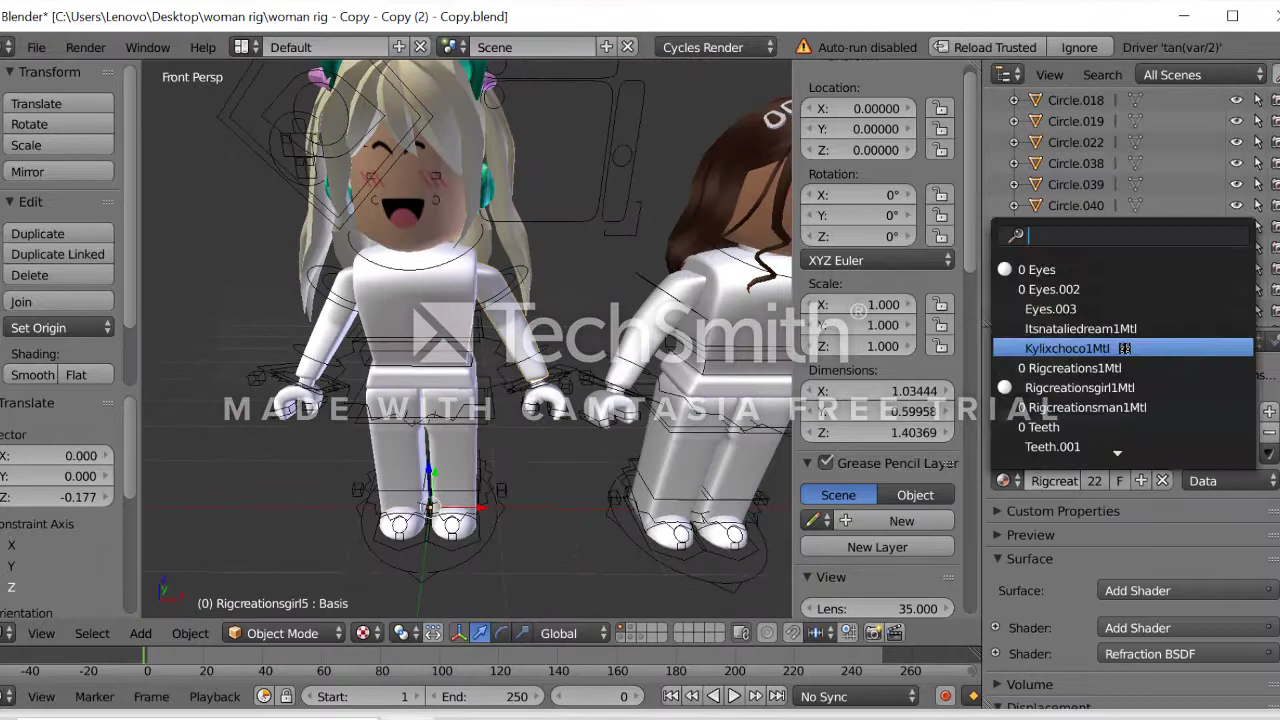 Blender* [C:\Users\Lenovo\Desktop\woman rig\woman rig - Copy - Copy (2) - Copy.blend]
File Render Window Help Default Scene Cycles Render Auto-run disabled Reload Trusted Ignore Driver 'tan(var/2)'
Transform
Translate
Rotate
Scale
Mirror
Edit
Duplicate
Duplicate Linked
Delete
Join
Set Origin
Shading:
Smooth Flat
Translate
X: 0.000
Y: 0.000
Z: -0.177
onstraint Axis
X
Y
Z
Front Persp
TechSmith®
MADE WITH CAMTASIA FREE TRIAL
(0) Rigcreationsgirl5 : Basis
Location:
X: 0.00000
Y: 0.00000
Z: 0.00000
Rotation:
X: 0°
Y: 0°
Z: 0°
XYZ Euler
Scale:
X: 1.000
Y: 1.000
Z: 1.000
Dimensions:
X: 1.03444
Y: 0.59958
Z: 1.40369
Grease Pencil Layer
Scene Object
New
New Layer
View
Lens: 35.000
View Search All Scenes
Circle.018
Circle.019
Circle.022
Circle.038
Circle.039
Circle.040
0 Eyes
0 Eyes.002
Eyes.003
Itsnataliedream1Mtl
Kylixchoco1Mtl
0 Rigcreations1Mtl
Rigcreationsgirl1Mtl
0 Rigcreationsman1Mtl
0 Teeth
Teeth.001
Rigcreat 22 F Data
Custom Properties
Preview
Surface
Surface: Add Shader
Shader: Add Shader
Shader: Refraction BSDF
Volume
View Select Add Object Object Mode Global
-40 -20 0 20 40 60 80 100 120 140 160 180 200 220 240 260
View Marker Frame Playback Start: 1 End: 250 0 No Sync